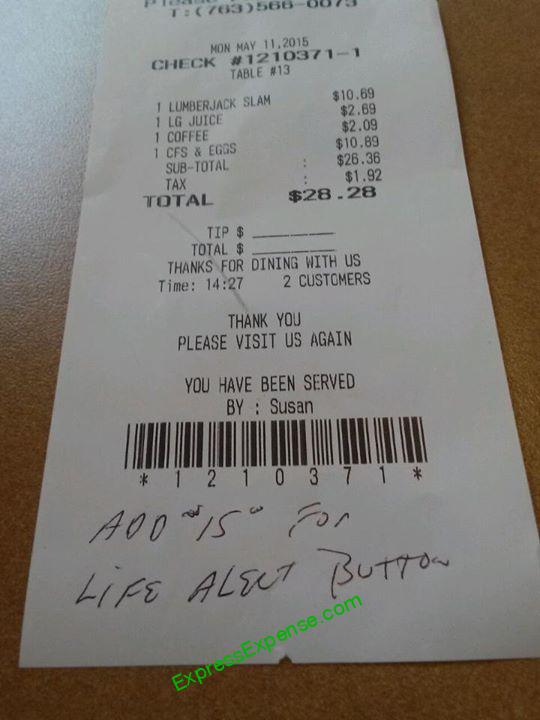 T:(763)566-0073
MON MAY 11,2015
CHECK #1210371-1
TABLE #13
1 LUMBERJACK SLAM $10.69
1 LG JUICE $2.69
1 COFFEE $2.09
1 CFS & EGGS $10.89
SUB-TOTAL : $26.36
TAX : $1.92
TOTAL $28.28
TIP $ ________
TOTAL $ ________
THANKS FOR DINING WITH US
Time: 14:27 2 CUSTOMERS
THANK YOU
PLEASE VISIT US AGAIN
YOU HAVE BEEN SERVED
BY : Susan
* 1 2 1 0 3 7 1 *
ADD $15 FOR
LIFE ALERT BUTTON
ExpressExpense.com